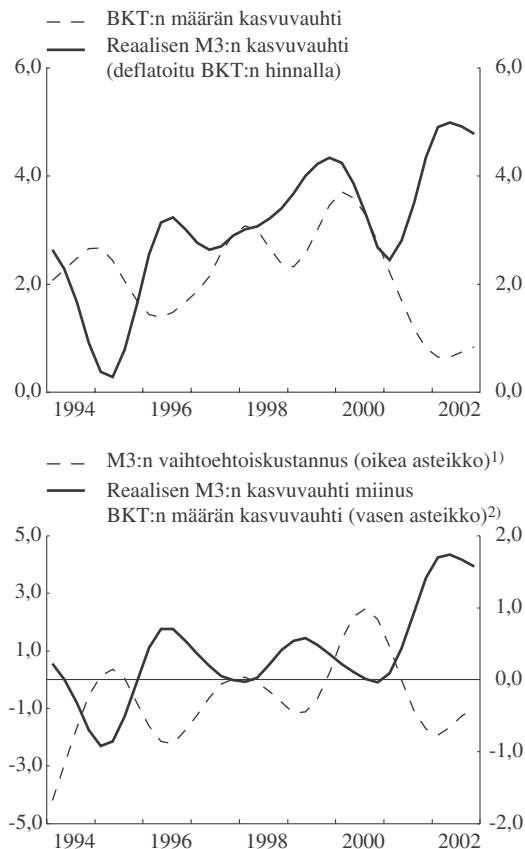 BKT:n määrän kasvuvauhti
Reaalisen M3:n kasvuvauhti
(deflatoitu BKT:n hinnalla)
6,0 6,0
4,0 4,0
2,0 2,0
0,0 0,0
1994 1996 1998 2000 2002
M3:n vaihtoehtoiskustannus (oikea asteikko)1)
Reaalisen M3:n kasvuvauhti miinus
BKT:n määrän kasvuvauhti (vasen asteikko)2)
5,0 2,0
3,0 1,0
1,0 0,0
-1,0
-3,0 -1,0
-5,0 -2,0
1994 1996 1998 2000 2002